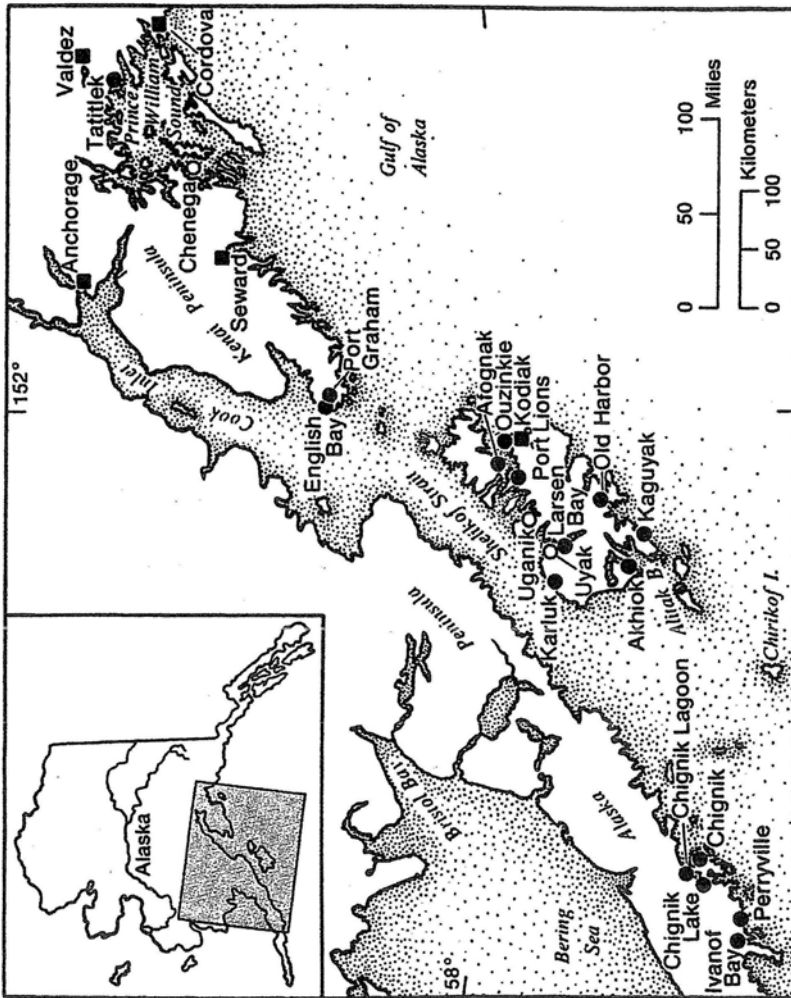 152°
Anchorage
Valdez
Tatitlek
Prince
William
Sound
Cordova
Chenega
Seward
Kenai Peninsula
Cook Inlet
English
Bay
Port
Graham
Gulf of
Alaska
Alaska
Shelikof Strait
Afognak
Ouzinkie
Kodiak
Port Lions
Uganik
Larsen
Bay
Uyak
Karluk
Old Harbor
Akhiok
Kaguyak
Alitak B.
Chirikof I.
Bristol Bay
Alaska Peninsula
Bering
Sea
58°
Chignik Lagoon
Chignik
Chignik
Lake
Ivanof
Bay
Perryville
0 50 100 Miles
0 50 100 Kilometers